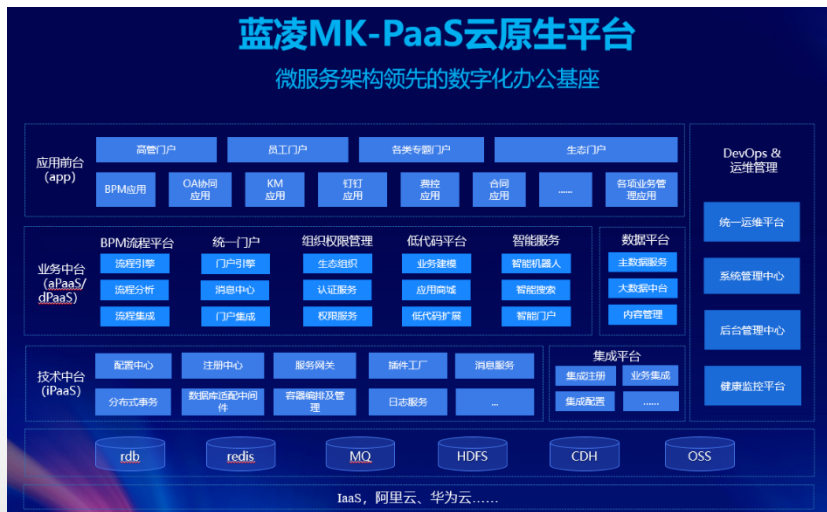 蓝凌MK-PaaS云原生平台
微服务架构领先的数字化办公基座
应用前台
(app)
高管门户
员工门户
各类专题门户
生态门户
BPM应用
OA协同
应用
KM
应用
钉钉
应用
费控
应用
合同
应用
......
各项业务管
理应用
业务中台
(aPaaS/
dPaaS)
BPM流程平台
流程引擎
流程分析
流程集成
统一门户
门户引擎
消息中心
门户集成
组织权限管理
生态组织
认证服务
权限服务
低代码平台
业务建模
应用商城
低代码扩展
智能服务
智能机器人
智能搜索
智能门户
数据平台
主数据服务
大数据中台
内容管理
技术中台
(iPaaS)
配置中心
注册中心
服务网关
插件工厂
消息服务
分布式事务
数据库适配中间
件
容器编排及管
理
日志服务
...
集成平台
集成注册
业务集成
集成配置
......
DevOps &
运维管理
统一运维平台
系统管理中心
后台管理中心
健康监控平台
rdb
redis
MQ
HDFS
CDH
OSS
IaaS，阿里云、华为云......